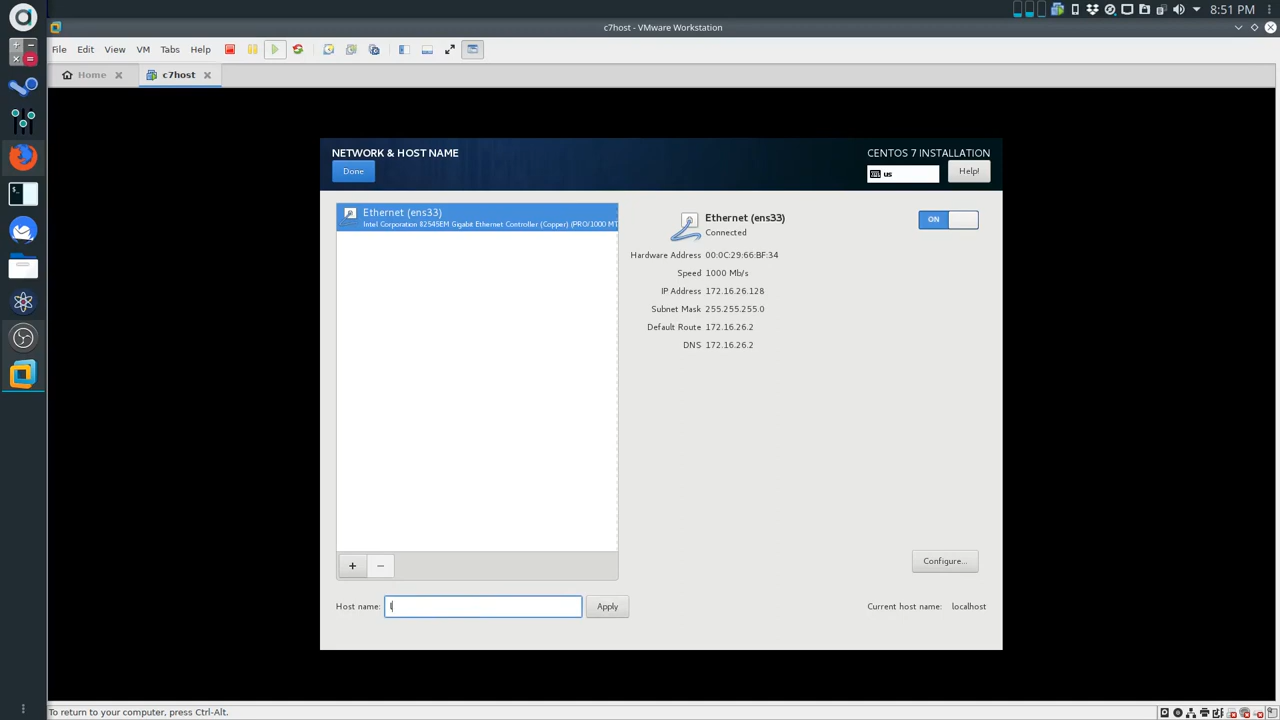 8:51 PM
c7host - VMware Workstation
File Edit View VM Tabs Help
Home c7host
NETWORK & HOST NAME
CENTOS 7 INSTALLATION
Done
us
Help!
Ethernet (ens33)
Intel Corporation 82545EM Gigabit Ethernet Controller (Copper) (PRO/1000 MT
Ethernet (ens33)
Connected
ON
Hardware Address 00:0C:29:66:BF:34
Speed 1000 Mb/s
IP Address 172.16.26.128
Subnet Mask 255.255.255.0
Default Route 172.16.26.2
DNS 172.16.26.2
+ −
Configure...
Host name: l Apply
Current host name: localhost
To return to your computer, press Ctrl-Alt.